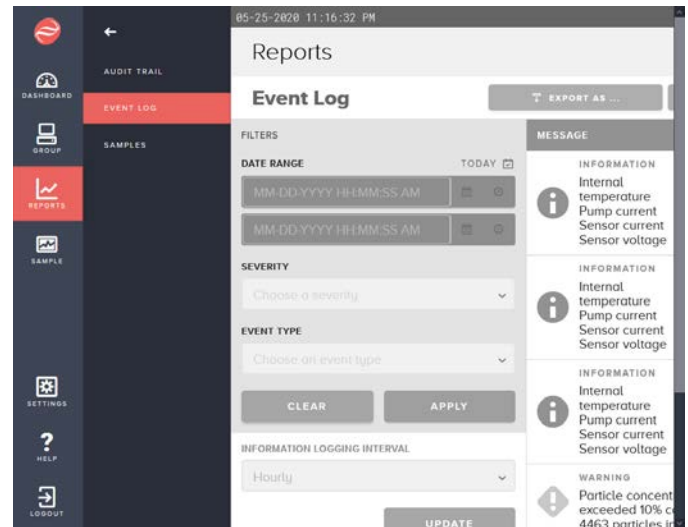 05-25-2020 11:16:32 PM
Reports
DASHBOARD
GROUP
REPORTS
SAMPLE
SETTINGS
HELP
LOGOUT
AUDIT TRAIL
EVENT LOG
SAMPLES
Event Log
EXPORT AS ...
FILTERS
DATE RANGE
TODAY
MM-DD-YYYY HH:MM:SS AM
MM-DD-YYYY HH:MM:SS AM
SEVERITY
Choose a severity
EVENT TYPE
Choose an event type
CLEAR
APPLY
INFORMATION LOGGING INTERVAL
Hourly
UPDATE
MESSAGE
INFORMATION
Internal
temperature
Pump current
Sensor current
Sensor voltage
INFORMATION
Internal
temperature
Pump current
Sensor current
Sensor voltage
INFORMATION
Internal
temperature
Pump current
Sensor current
Sensor voltage
WARNING
Particle concent
exceeded 10% c
4463 particles i